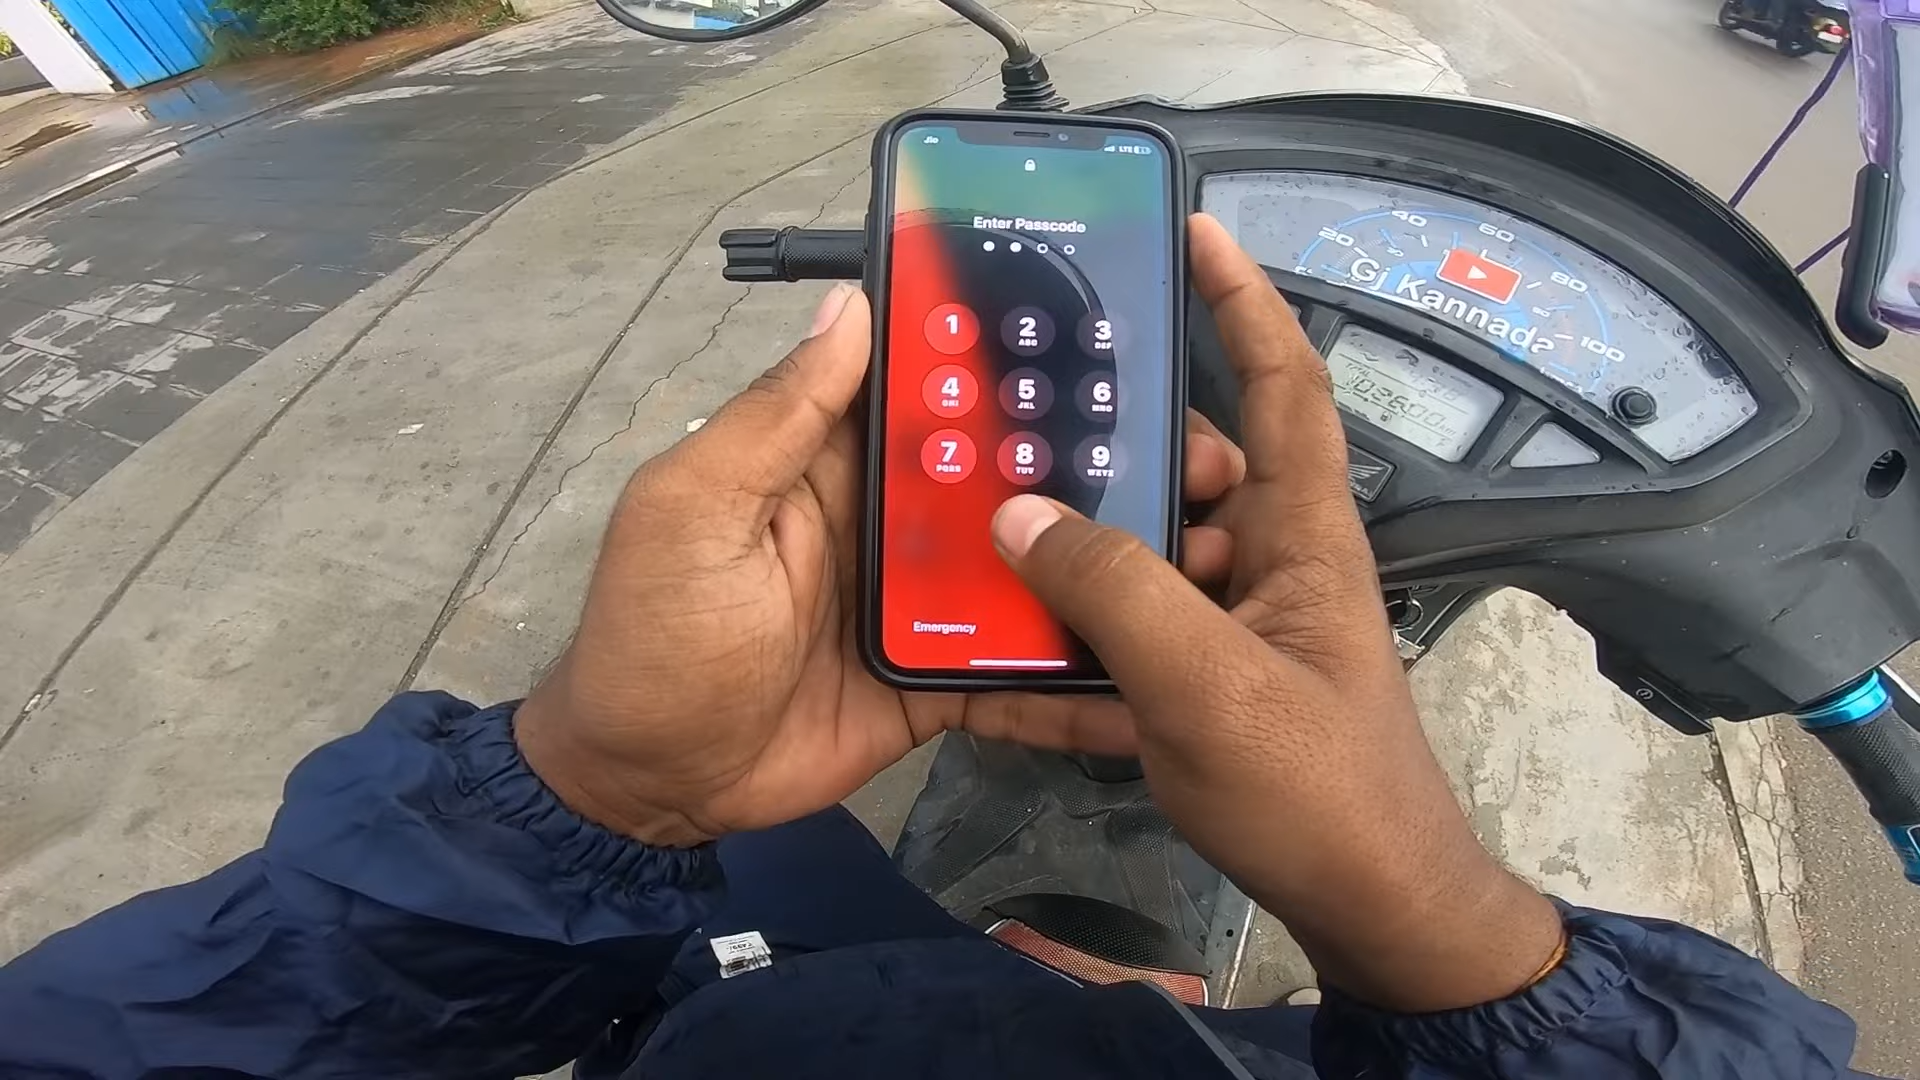 Jio
LTE
Enter Passcode
1
2
ABC
3
DEF
4
GHI
5
JKL
6
MNO
7
PQRS
8
TUV
9
WXYZ
Emergency
20
40
60
80
100
Gj Kannada